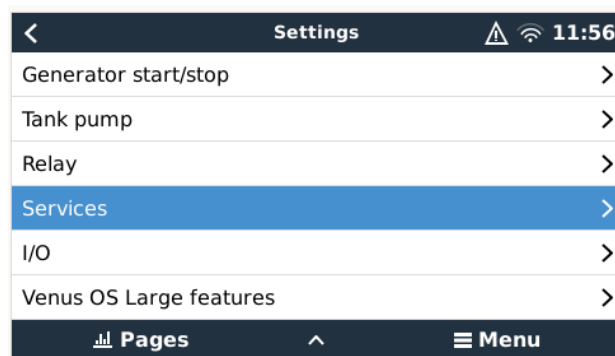 Settings 11:56
Generator start/stop
Tank pump
Relay
Services
I/O
Venus OS Large features
Pages Menu